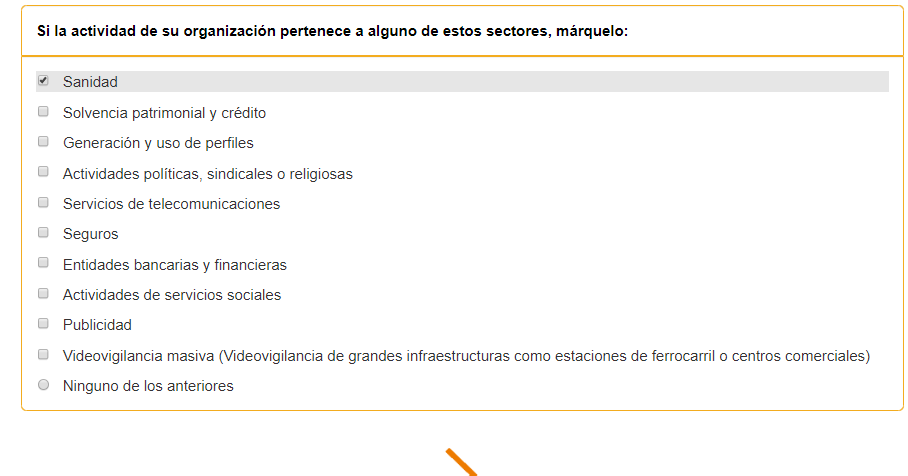 Si la actividad de su organización pertenece a alguno de estos sectores, márquelo:
Sanidad
Solvencia patrimonial y crédito
Generación y uso de perfiles
Actividades políticas, sindicales o religiosas
Servicios de telecomunicaciones
Seguros
Entidades bancarias y financieras
Actividades de servicios sociales
Publicidad
Videovigilancia masiva (Videovigilancia de grandes infraestructuras como estaciones de ferrocarril o centros comerciales)
Ninguno de los anteriores